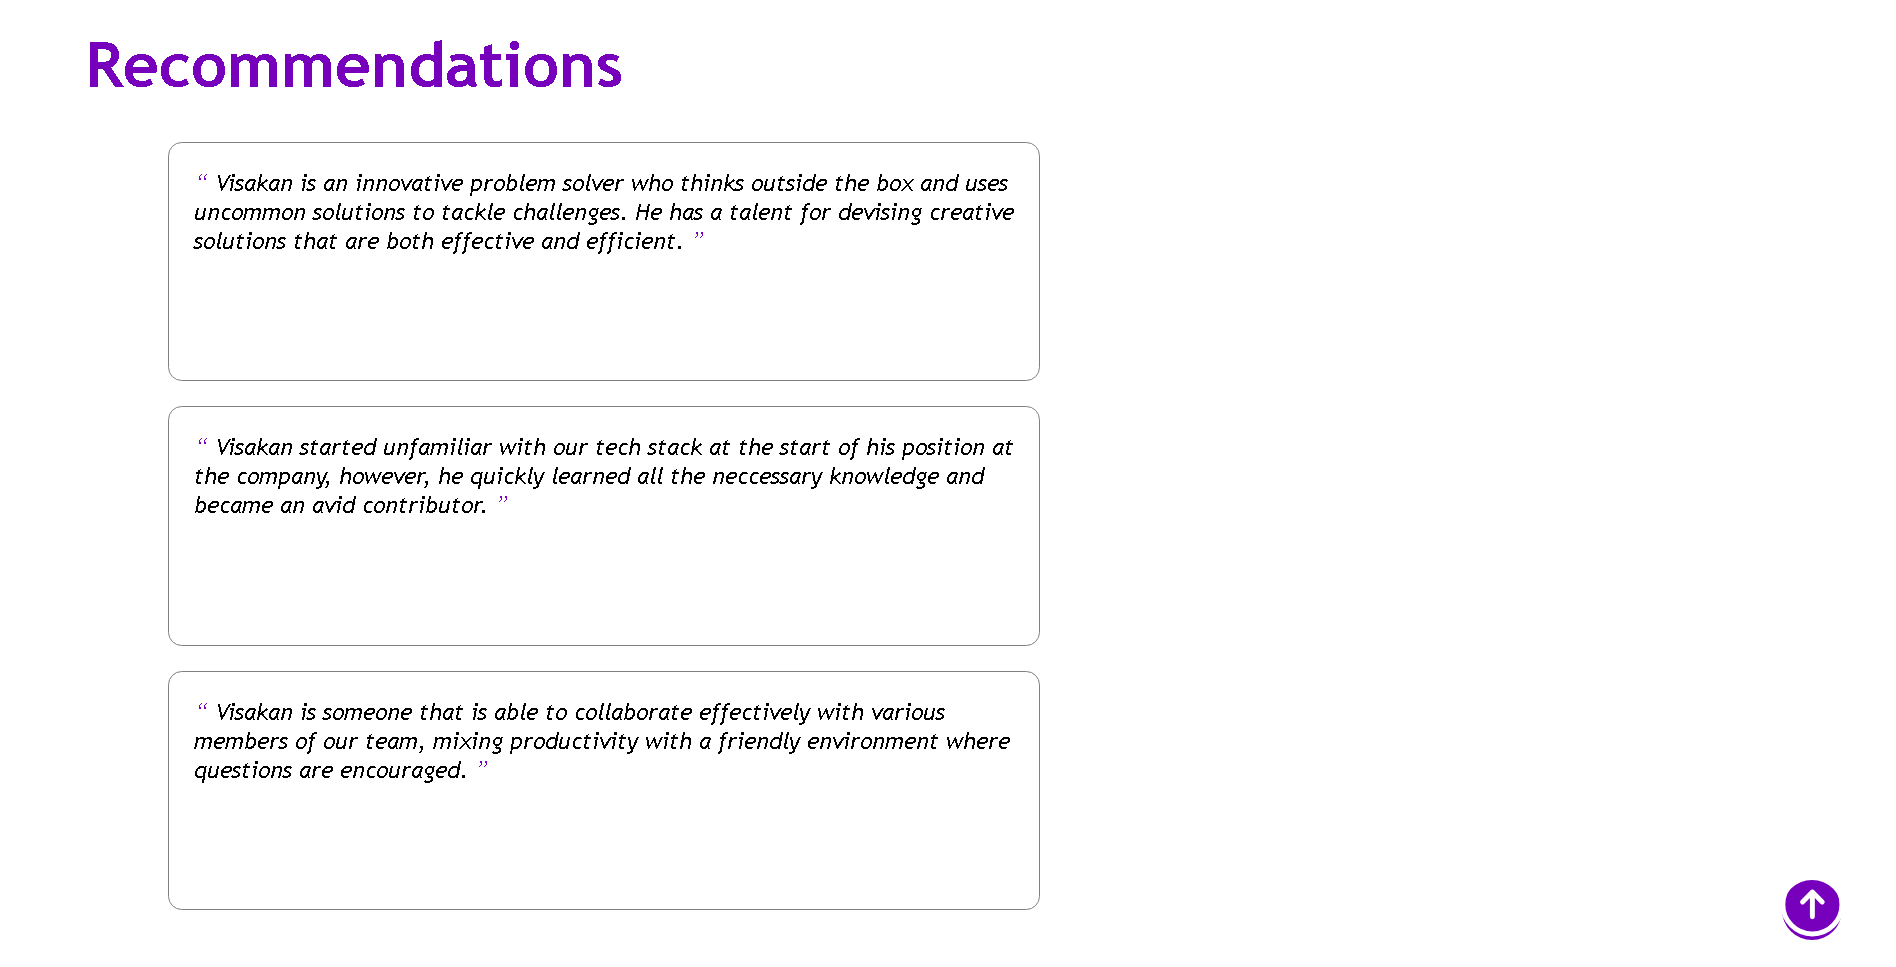 Recommendations
“ Visakan is an innovative problem solver who thinks outside the box and uses
uncommon solutions to tackle challenges. He has a talent for devising creative
solutions that are both effective and efficient. ”
“ Visakan started unfamiliar with our tech stack at the start of his position at
the company, however, he quickly learned all the neccessary knowledge and
became an avid contributor. ”
“ Visakan is someone that is able to collaborate effectively with various
members of our team, mixing productivity with a friendly environment where
questions are encouraged. ”